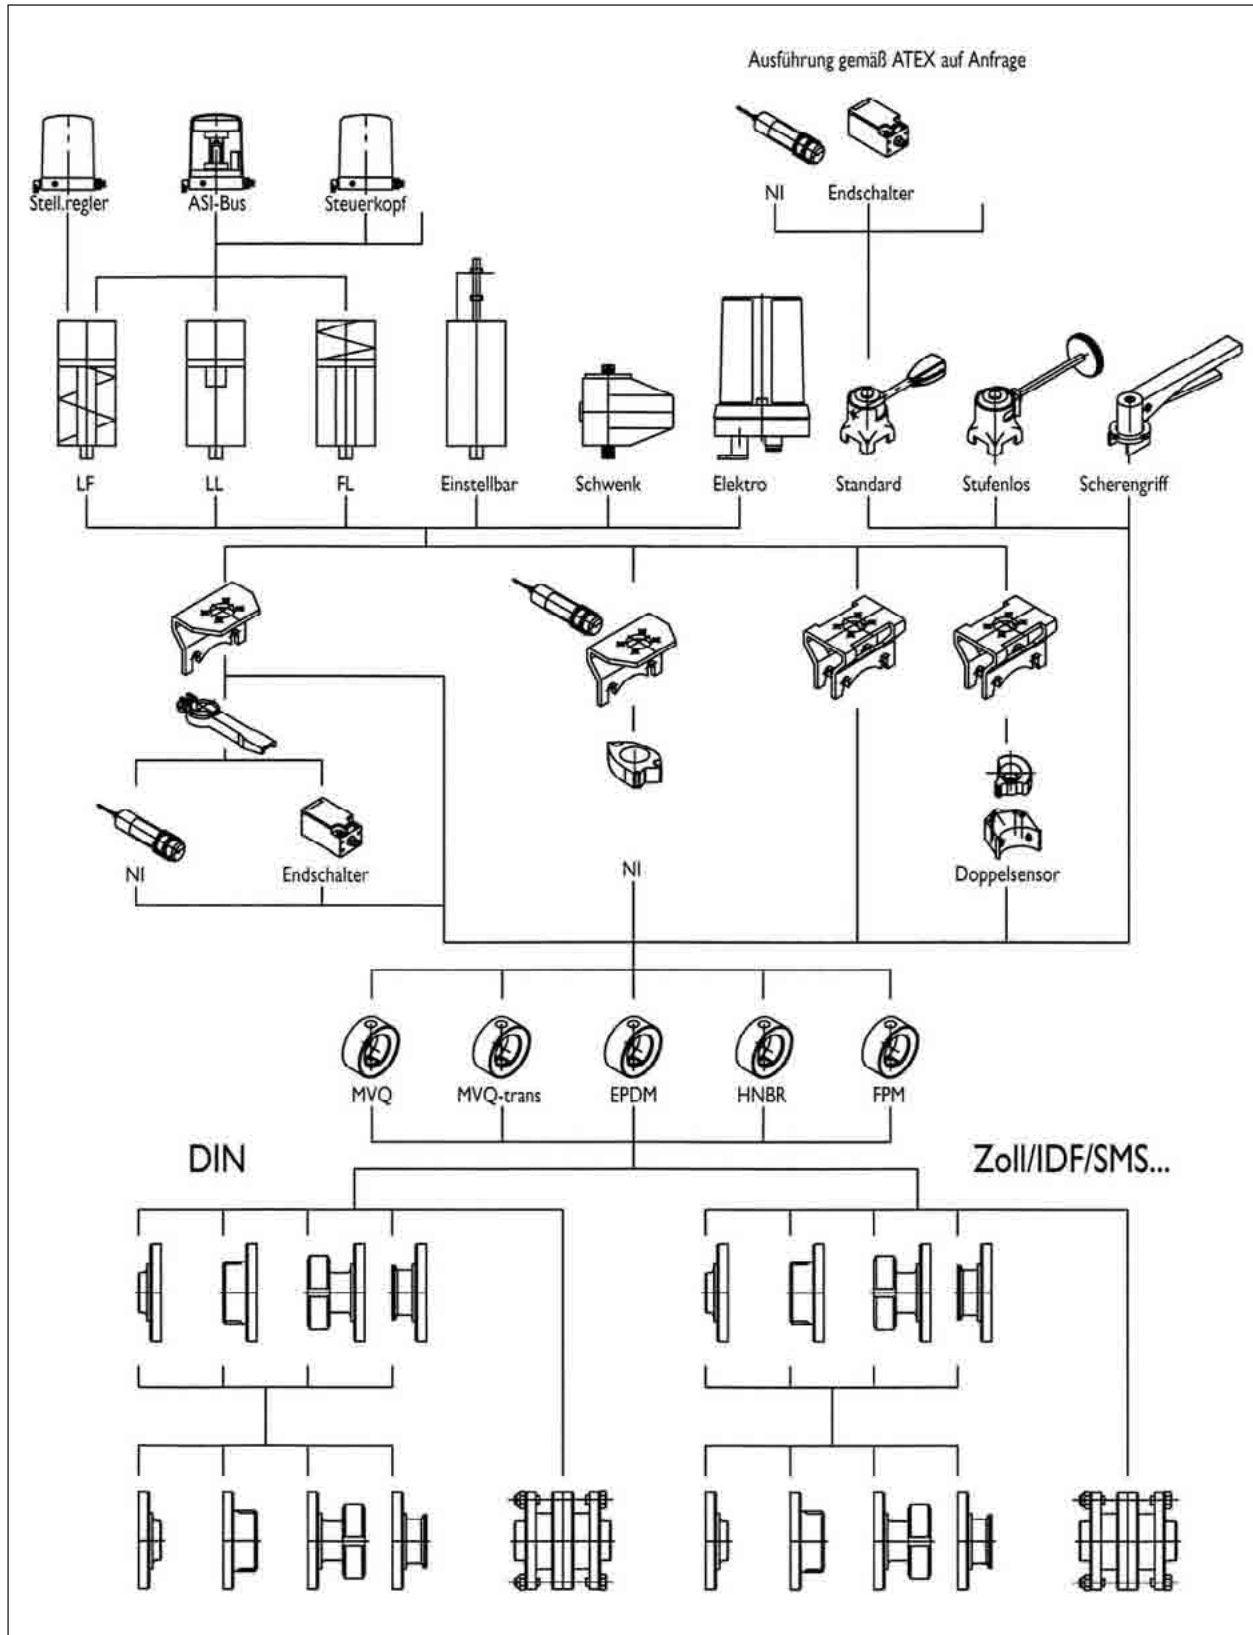 Ausführung gemäß ATEX auf Anfrage
Stell.regler ASI-Bus Steuerkopf
NI Endschalter
LF LL FL Einstellbar Schwenk Elektro Standard Stufenlos Scherengriff
NI Endschalter NI Doppelsensor
MVQ MVQ-trans EPDM HNBR FPM
DIN Zoll/IDF/SMS...